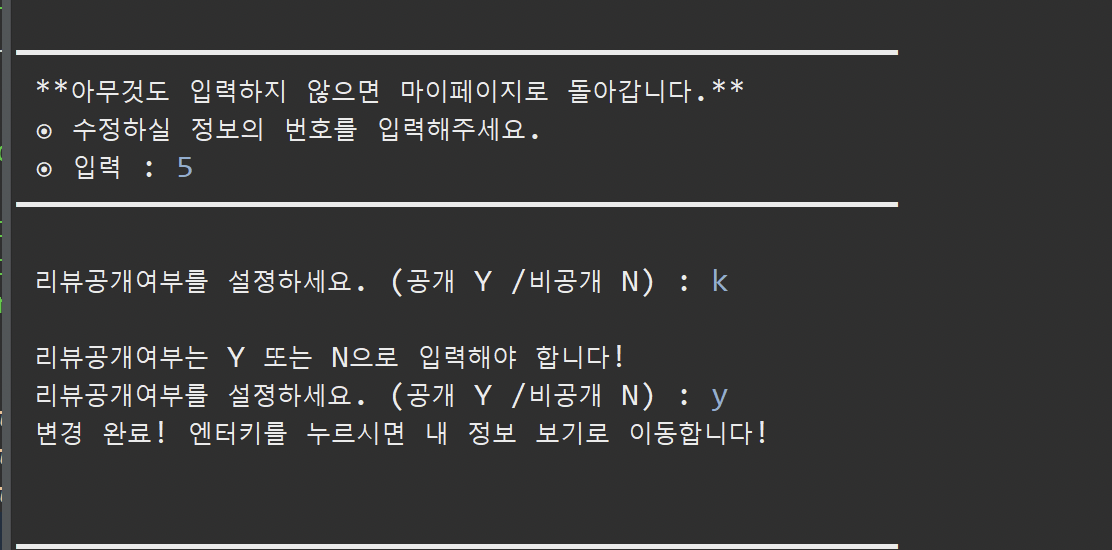 **아무것도 입력하지 않으면 마이페이지로 돌아갑니다.**
◉ 수정하실 정보의 번호를 입력해주세요.
◉ 입력 : 5
리뷰공개여부를 설졍하세요. (공개 Y /비공개 N) : k
리뷰공개여부는 Y 또는 N으로 입력해야 합니다!
리뷰공개여부를 설졍하세요. (공개 Y /비공개 N) : y
변경 완료! 엔터키를 누르시면 내 정보 보기로 이동합니다!